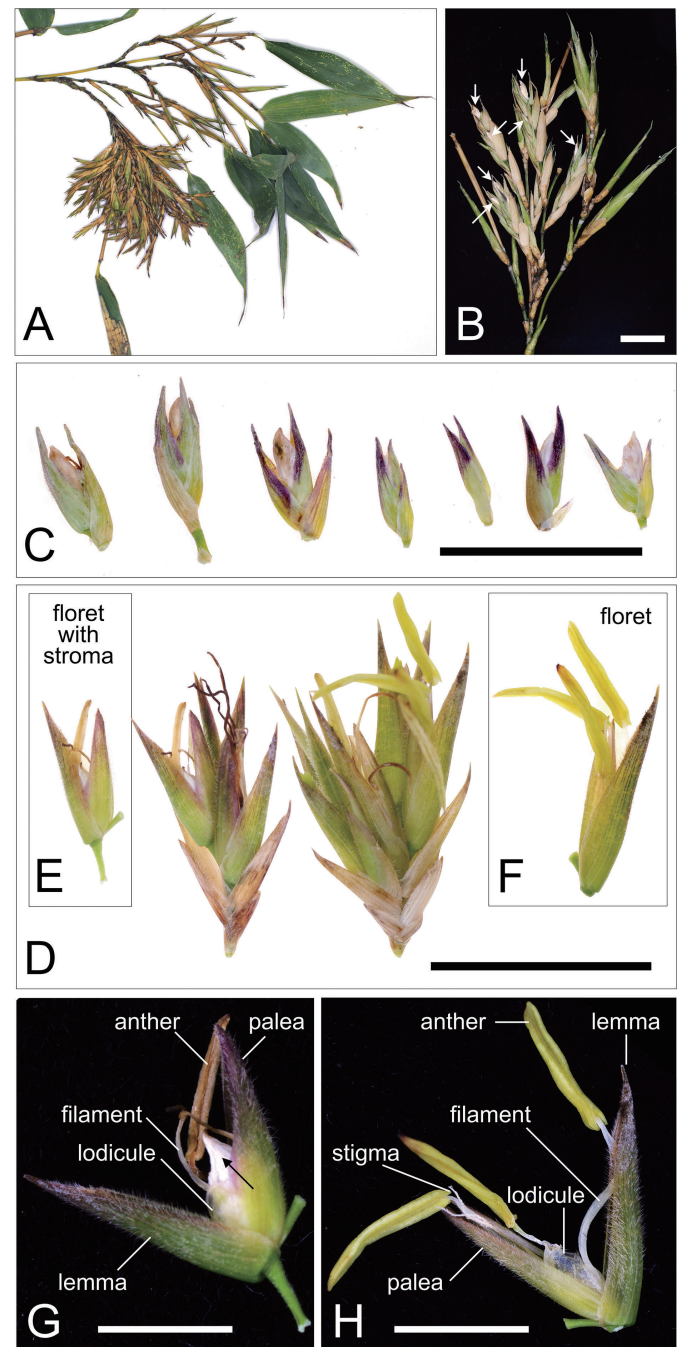 A
B
C
floret
with
stroma
floret
E
F
D
anther
palea
filament
lodicule
lemma
G
anther
lemma
filament
stigma
lodicule
palea
H